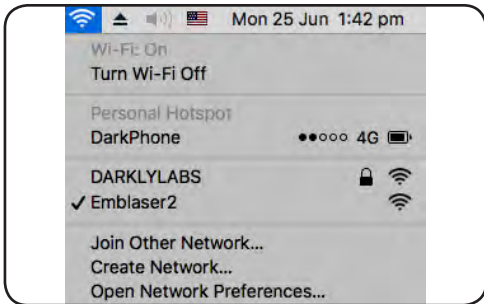 Mon 25 Jun 1:42 pm
Wi-Fi: On
Turn Wi-Fi Off
Personal Hotspot
DarkPhone 4G
DARKLYLABS
Emblaser2
Join Other Network...
Create Network...
Open Network Preferences...